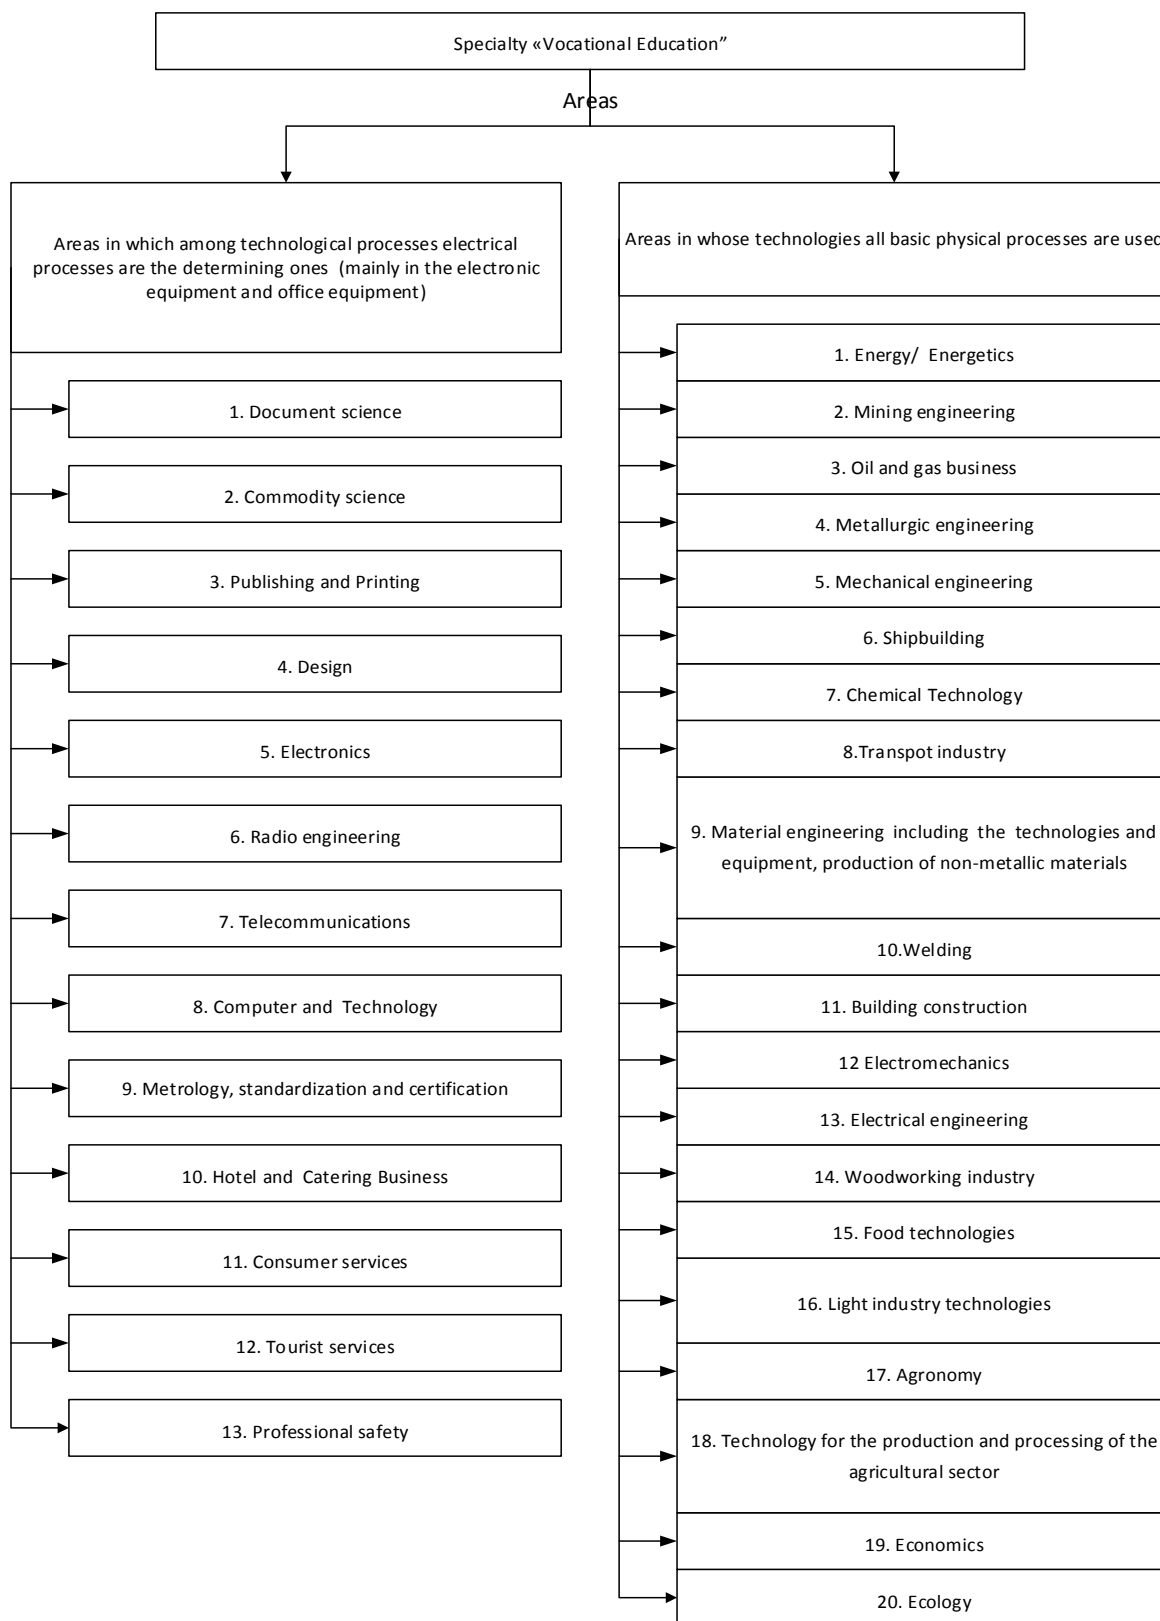 Specialty «Vocational Education”
Areas
Areas in which among technological processes electrical
processes are the determining ones (mainly in the electronic
equipment and office equipment)
1. Document science
2. Commodity science
3. Publishing and Printing
4. Design
5. Electronics
6. Radio engineering
7. Telecommunications
8. Computer and Technology
9. Metrology, standardization and certification
10. Hotel and Catering Business
11. Consumer services
12. Tourist services
13. Professional safety
Areas in whose technologies all basic physical processes are used
1. Energy/ Energetics
2. Mining engineering
3. Oil and gas business
4. Metallurgic engineering
5. Mechanical engineering
6. Shipbuilding
7. Chemical Technology
8.Transpot industry
9. Material engineering including the technologies and
equipment, production of non-metallic materials
10.Welding
11. Building construction
12 Electromechanics
13. Electrical engineering
14. Woodworking industry
15. Food technologies
16. Light industry technologies
17. Agronomy
18. Technology for the production and processing of the
agricultural sector
19. Economics
20. Ecology